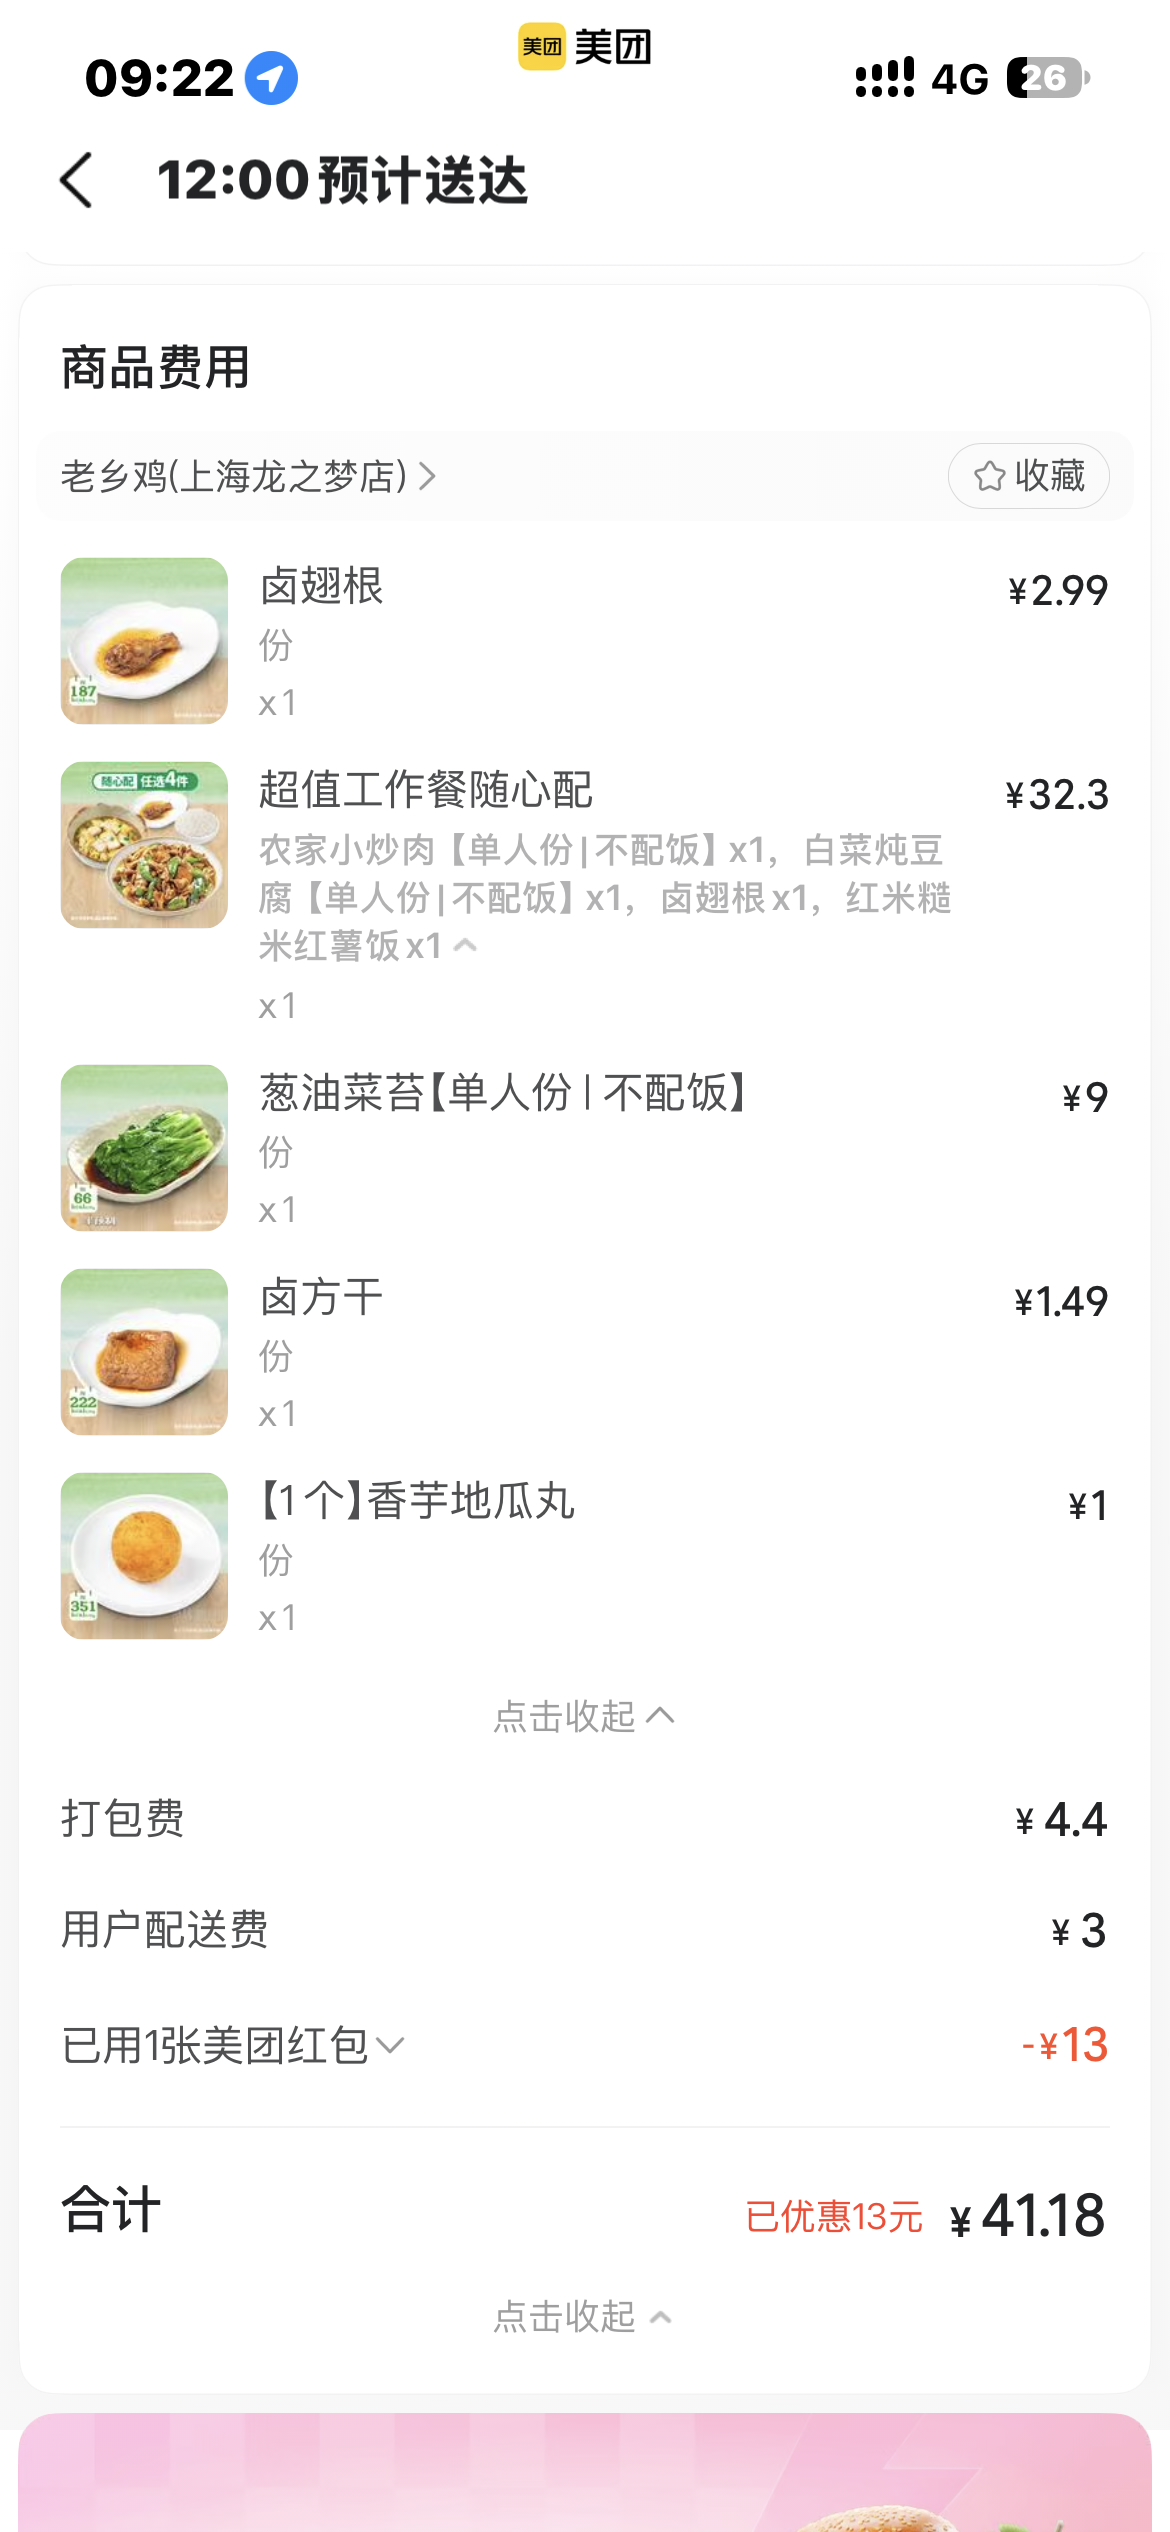 美团 美团
09:22
4G 26
12:00预计送达
商品费用
老乡鸡(上海龙之梦店)
收藏
187
卤翅根
¥2.99
份
x1
随心配 任选4件
超值工作餐随心配
¥32.3
农家小炒肉【单人份|不配饭】x1，白菜炖豆
腐【单人份|不配饭】x1，卤翅根x1，红米糙
米红薯饭x1
x1
66
葱油菜苔【单人份|不配饭】
¥9
份
x1
222
卤方干
¥1.49
份
x1
351
【1个】香芋地瓜丸
¥1
份
x1
点击收起
打包费
¥ 4.4
用户配送费
¥ 3
已用1张美团红包
-¥13
合计
已优惠13元 ¥ 41.18
点击收起